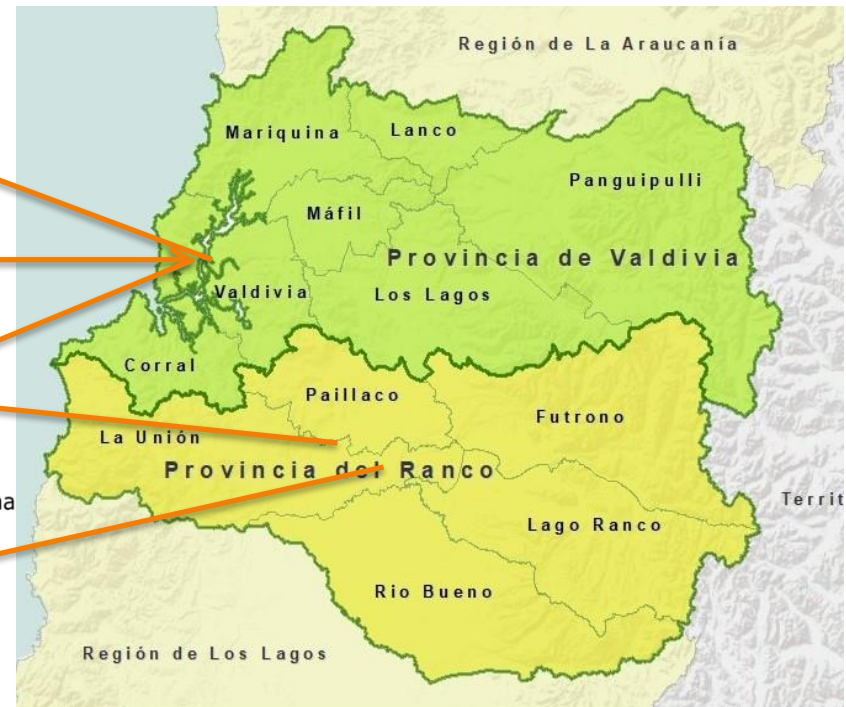 Región de La Araucanía
Mariquina
Lanco
Panguipulli
Máfil
Provincia de Valdivia
Valdivia
Los Lagos
Corral
Paillaco
Futrono
La Unión
Provincia del Ranco
Lago Ranco
Rio Bueno
Región de Los Lagos